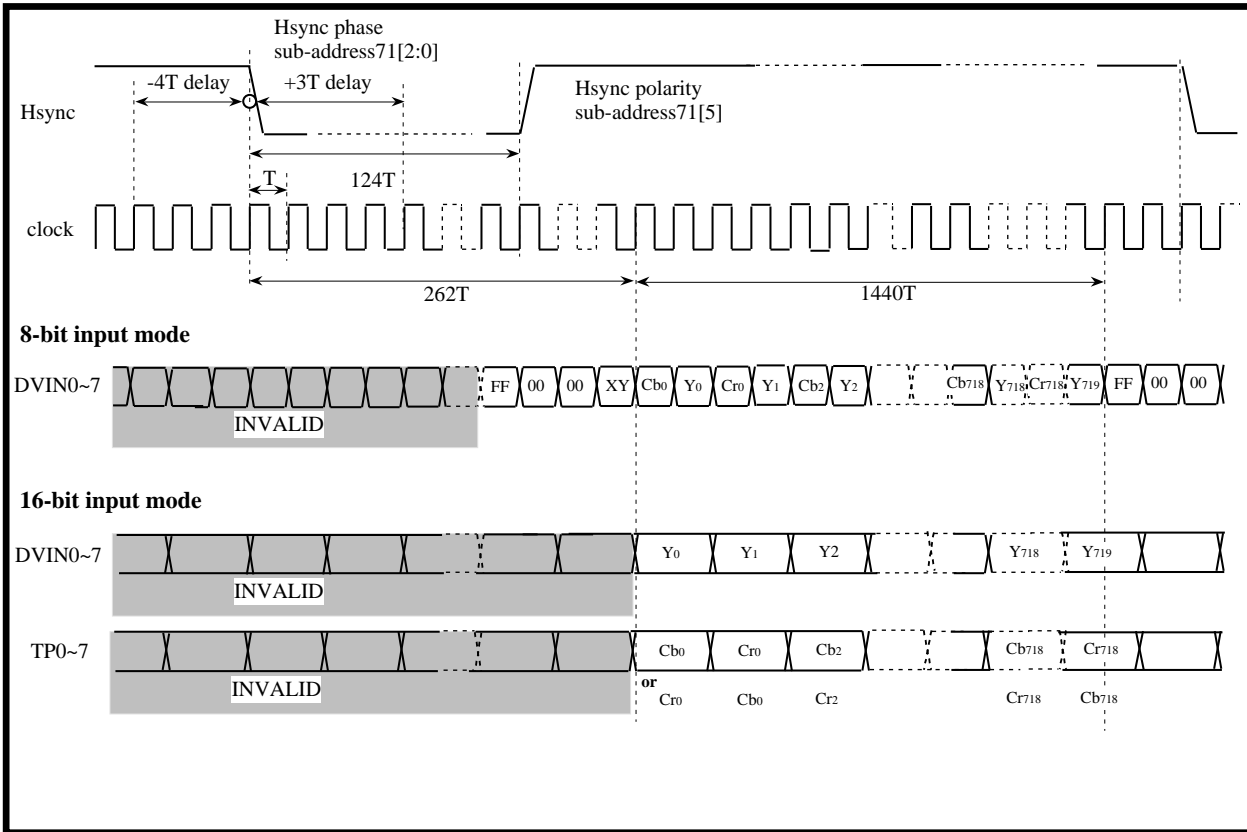 Hsync phase
sub-address71[2:0]
-4T delay
+3T delay
Hsync
Hsync polarity
sub-address71[5]
T
124T
clock
262T
1440T
8-bit input mode
DVIN0~7
FF 00 00 XY Cb0 Y0 Cr0 Y1 Cb2 Y2 Cb718 Y718 Cr718 Y719 FF 00 00
INVALID
16-bit input mode
DVIN0~7
Y0 Y1 Y2 Y718 Y719
INVALID
TP0~7
Cb0 Cr0 Cb2 Cb718 Cr718
INVALID
or
Cr0 Cb0 Cr2 Cr718 Cb718